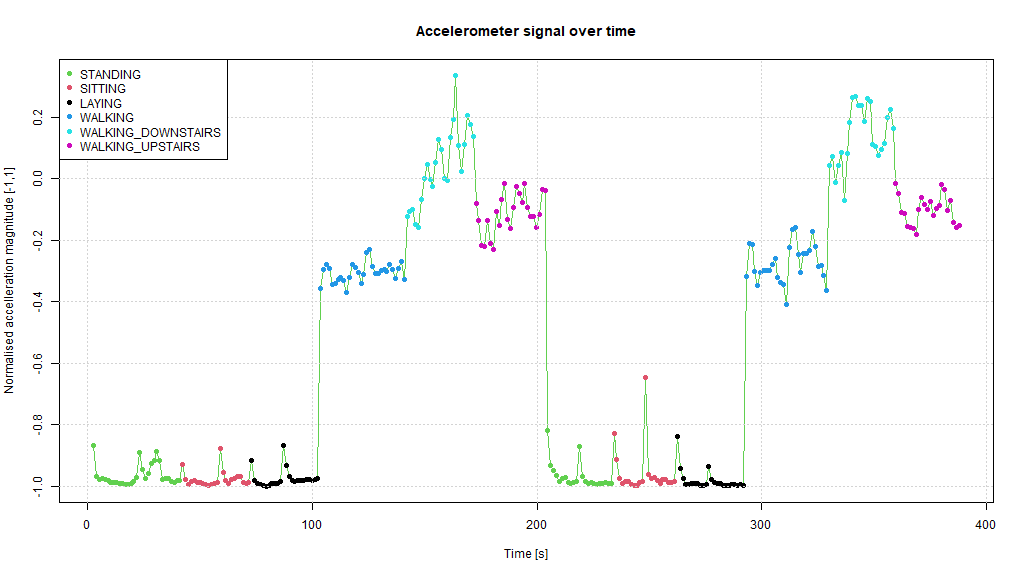 Accelerometer signal over time
STANDING
SITTING
LAYING
WALKING
WALKING_DOWNSTAIRS
WALKING_UPSTAIRS
Normalised accelleration magnitude [-1,1]
0.2
0.0
-0.2
-0.4
-0.6
-0.8
-1.0
0 100 200 300 400
Time [s]